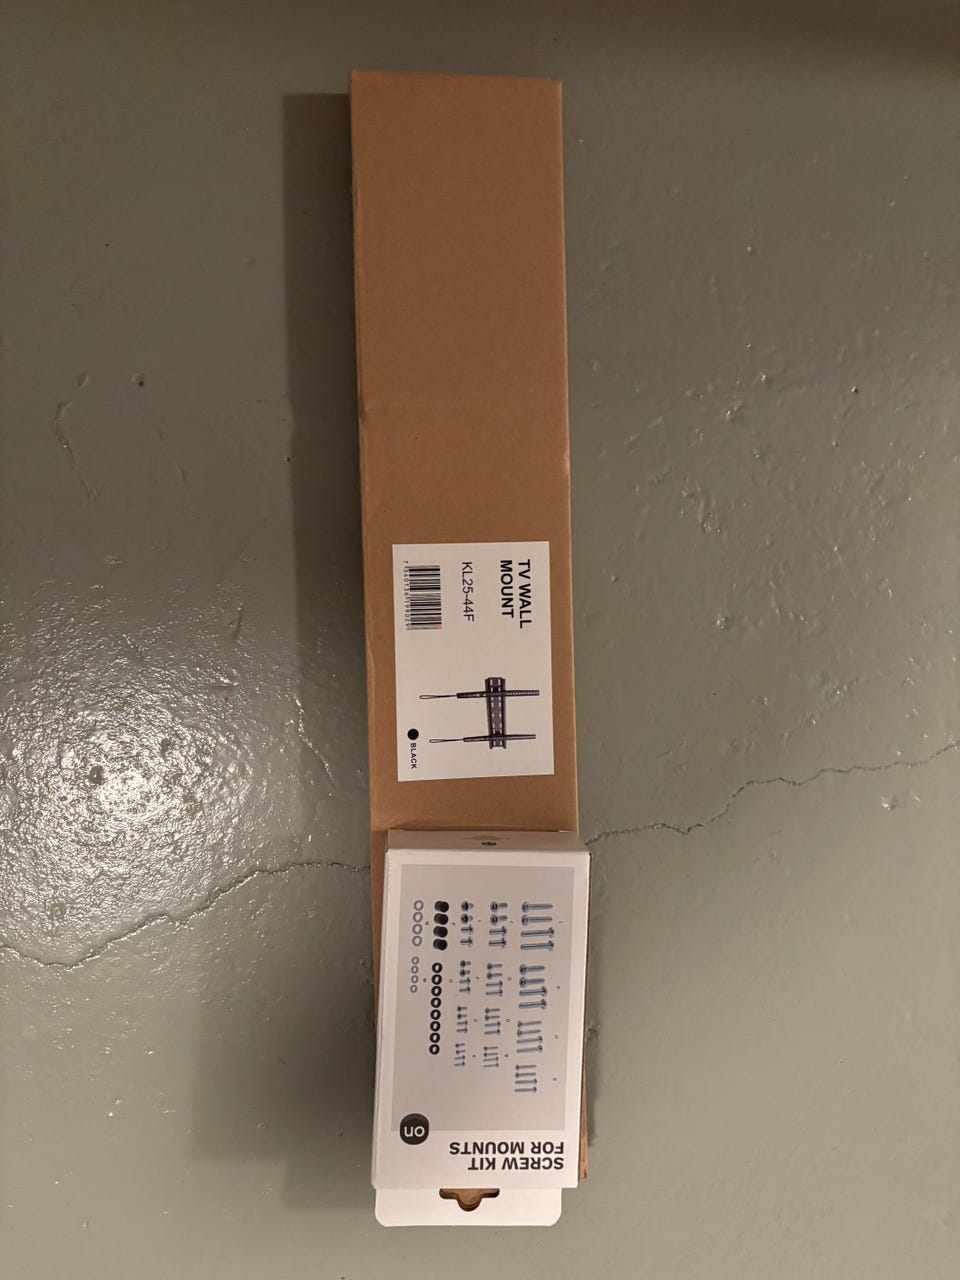 TV WALL
MOUNT
KL25-44F
BLACK
SCREW KIT
FOR MOUNTS
on